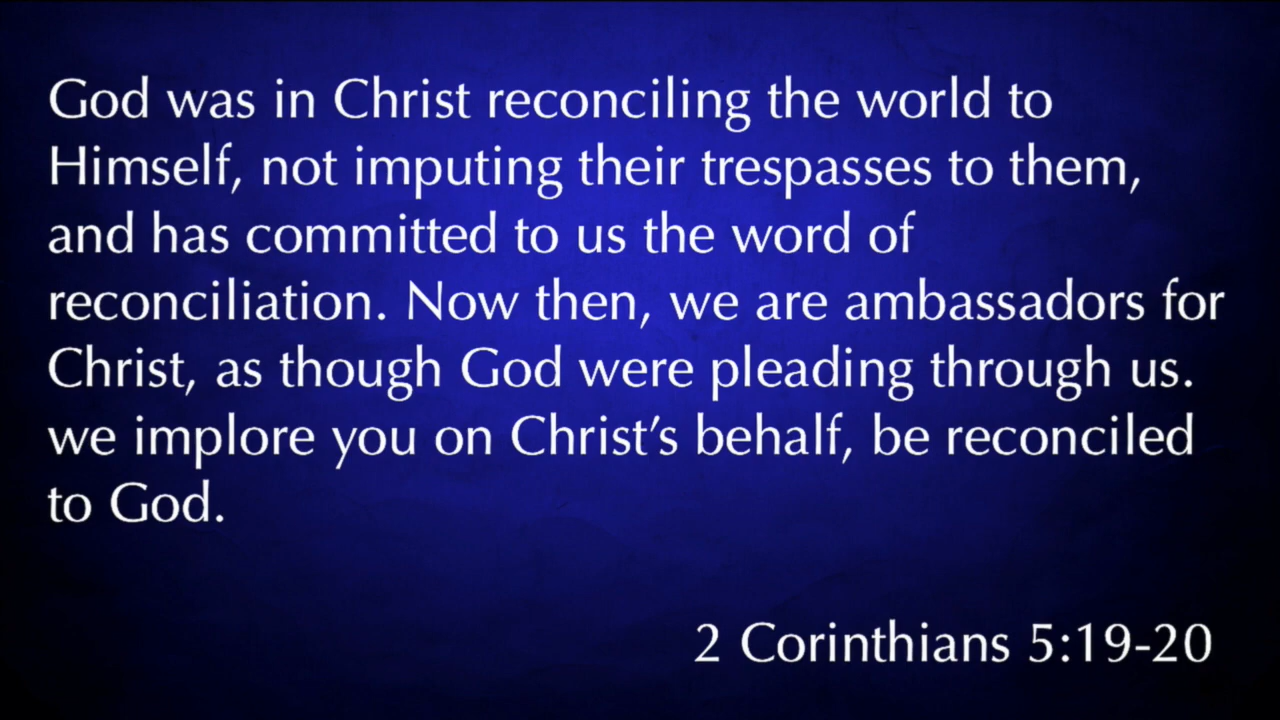 God was in Christ reconciling the world to
Himself, not imputing their trespasses to them,
and has committed to us the word of
reconciliation. Now then, we are ambassadors for
Christ, as though God were pleading through us.
we implore you on Christ’s behalf, be reconciled
to God.
2 Corinthians 5:19-20